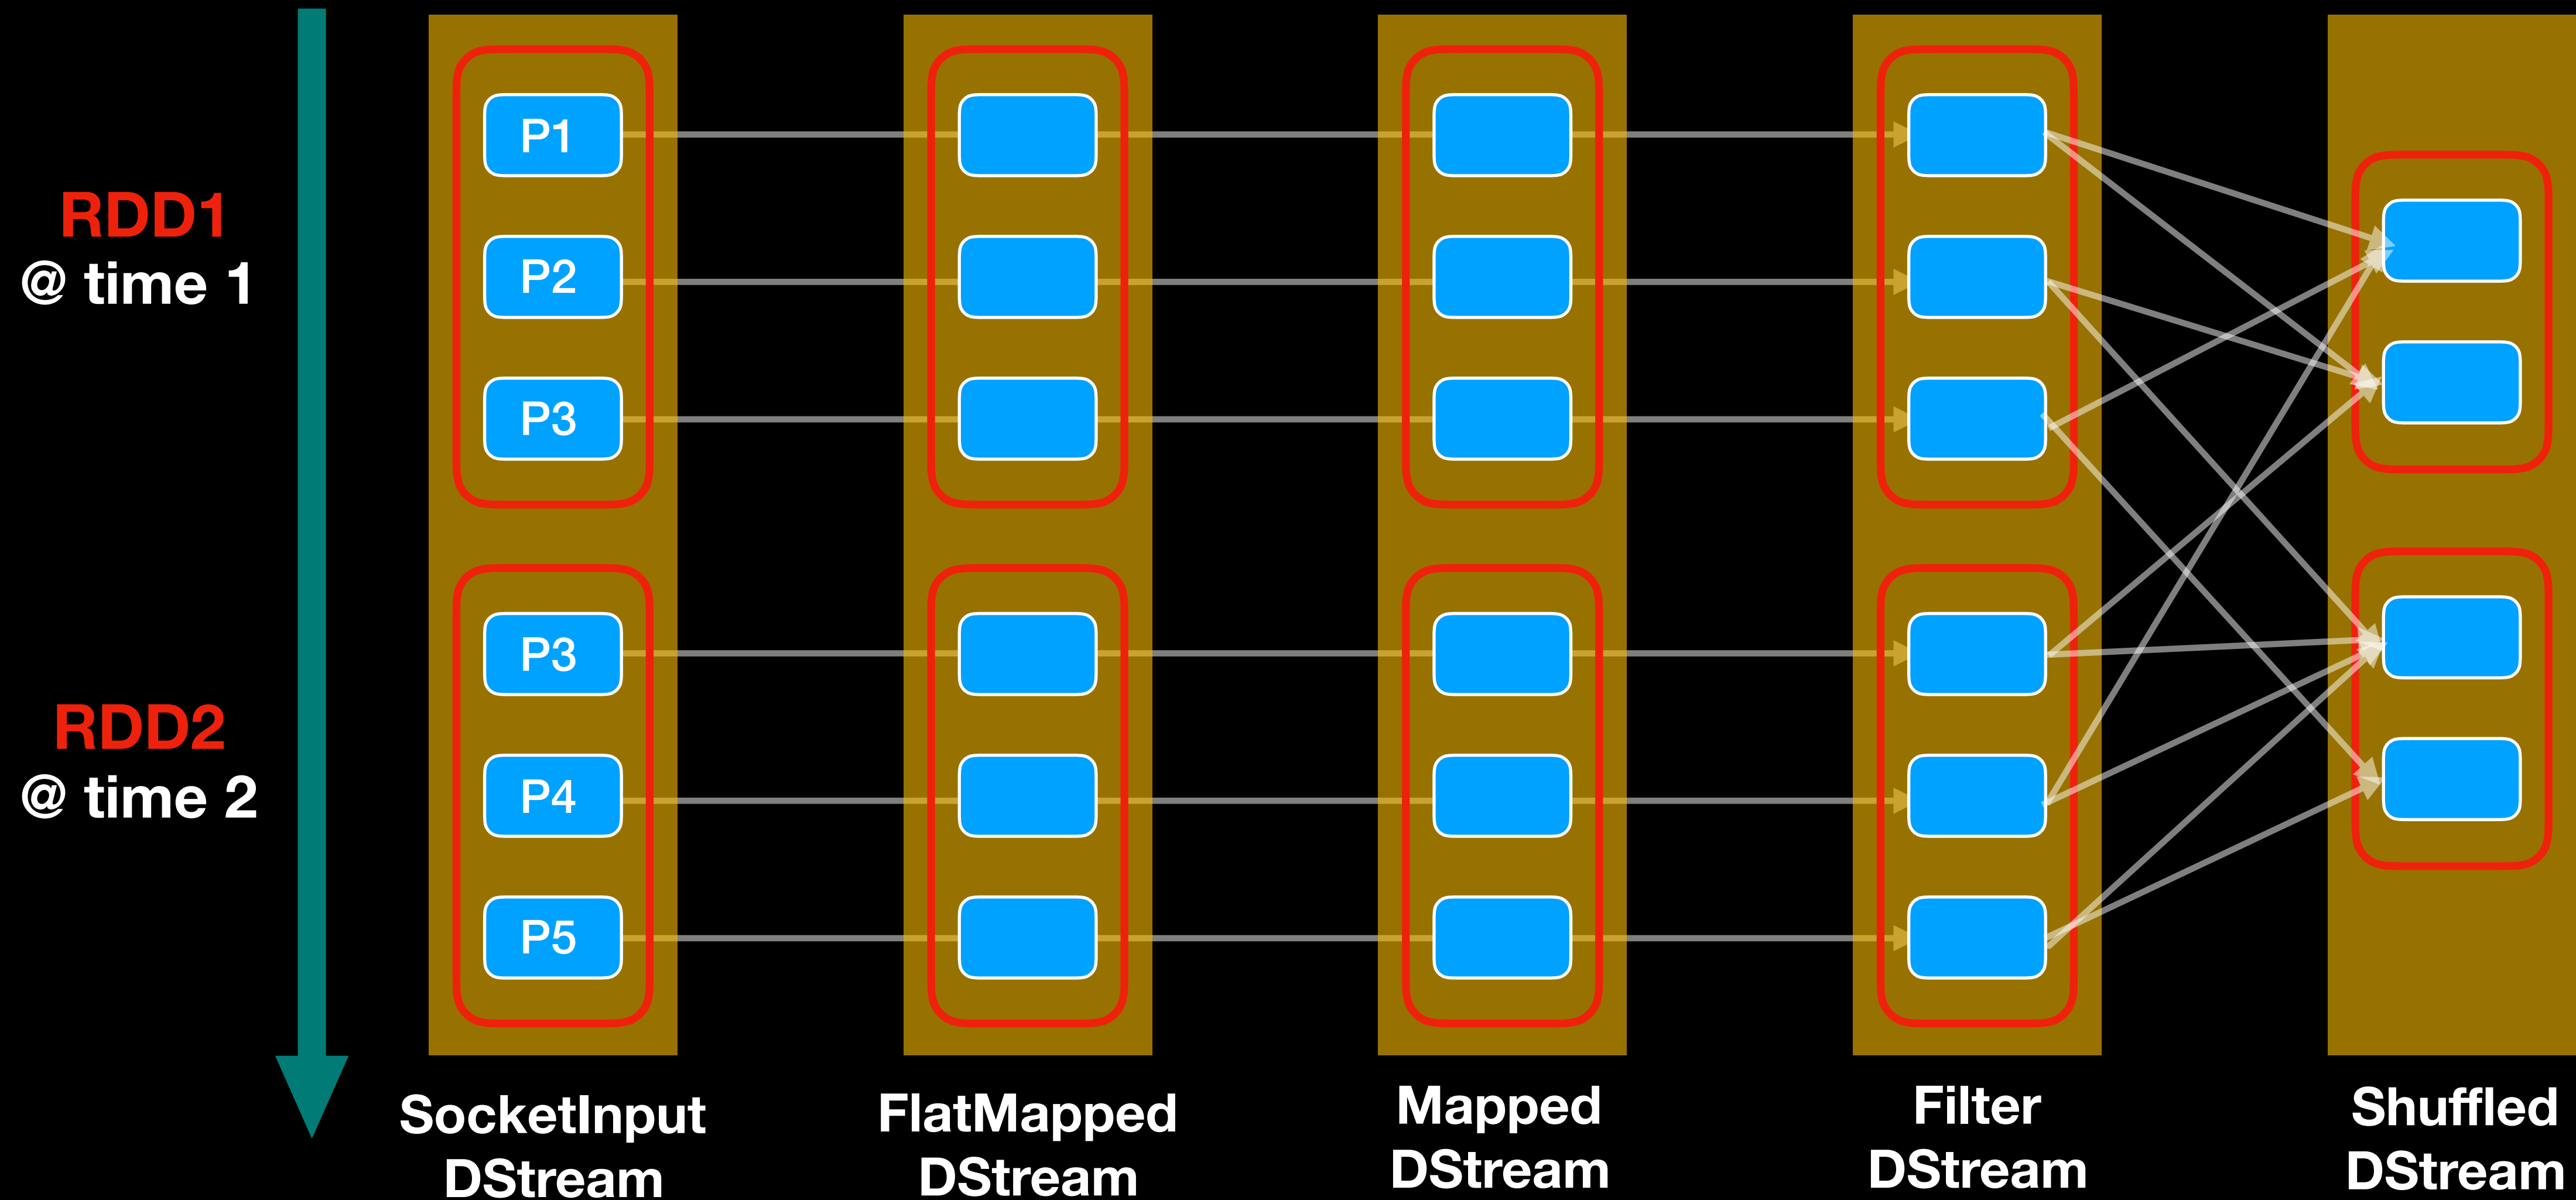 RDD1
@ time 1
P1
P2
P3
RDD2
@ time 2
P3
P4
P5
SocketInput
DStream
FlatMapped
DStream
Mapped
DStream
Filter
DStream
Shuffled
DStream